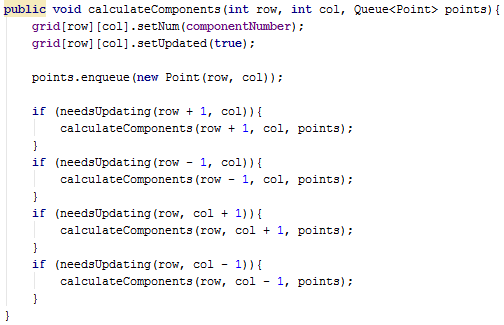 public void calculateComponents(int row, int col, Queue<Point> points){
    grid[row][col].setNum(componentNumber);
    grid[row][col].setUpdated(true);

    points.enqueue(new Point(row, col));

    if (needsUpdating(row + 1, col)){
        calculateComponents(row + 1, col, points);
    }
    if (needsUpdating(row - 1, col)){
        calculateComponents(row - 1, col, points);
    }
    if (needsUpdating(row, col + 1)){
        calculateComponents(row, col + 1, points);
    }
    if (needsUpdating(row, col - 1)){
        calculateComponents(row, col - 1, points);
    }
}